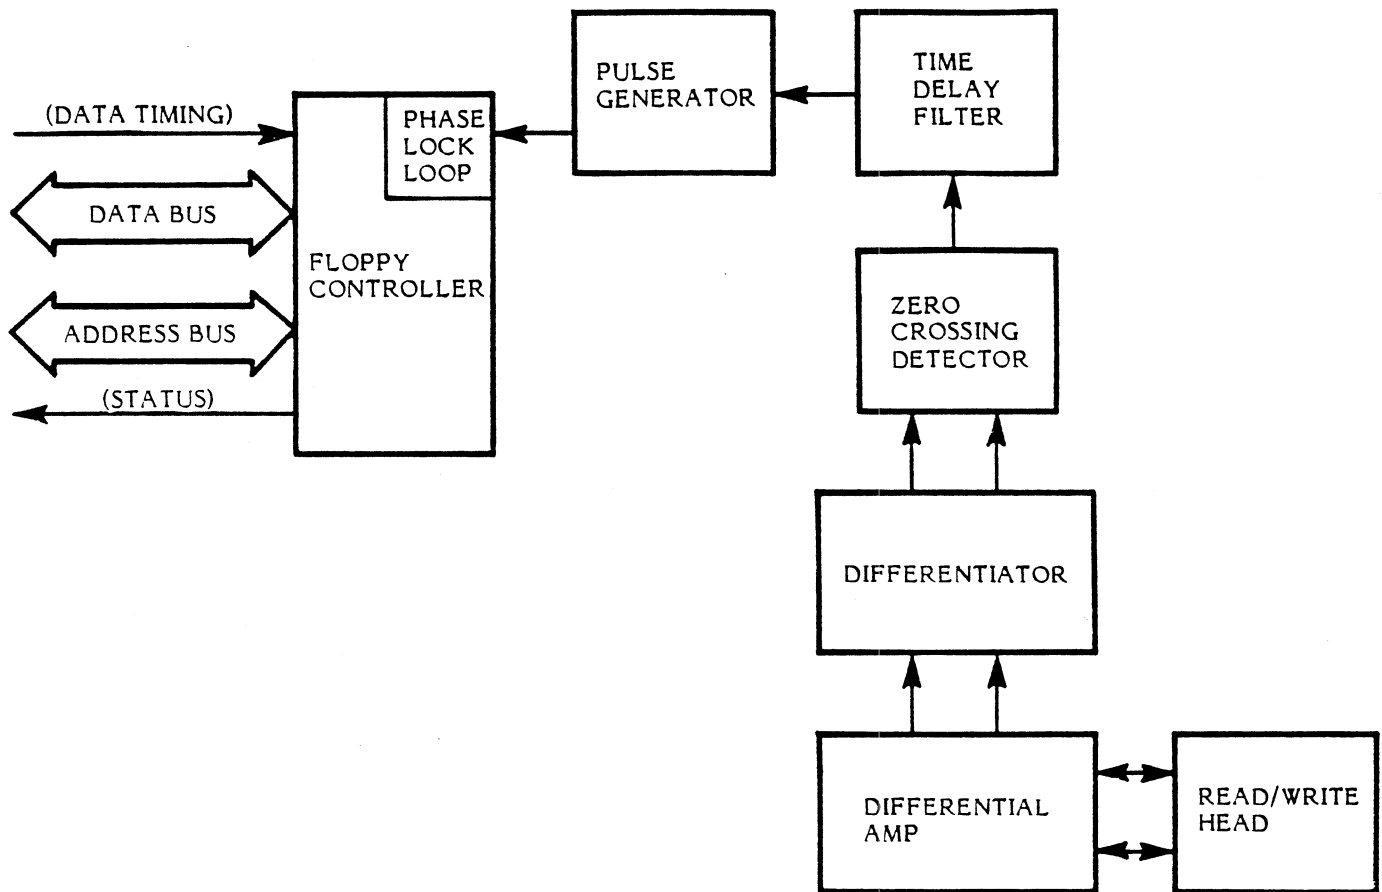 PULSE
GENERATOR
TIME
DELAY
FILTER
(DATA TIMING)
PHASE
LOCK
LOOP
DATA BUS
FLOPPY
CONTROLLER
ADDRESS BUS
(STATUS)
ZERO
CROSSING
DETECTOR
DIFFERENTIATOR
DIFFERENTIAL
AMP
READ/WRITE
HEAD